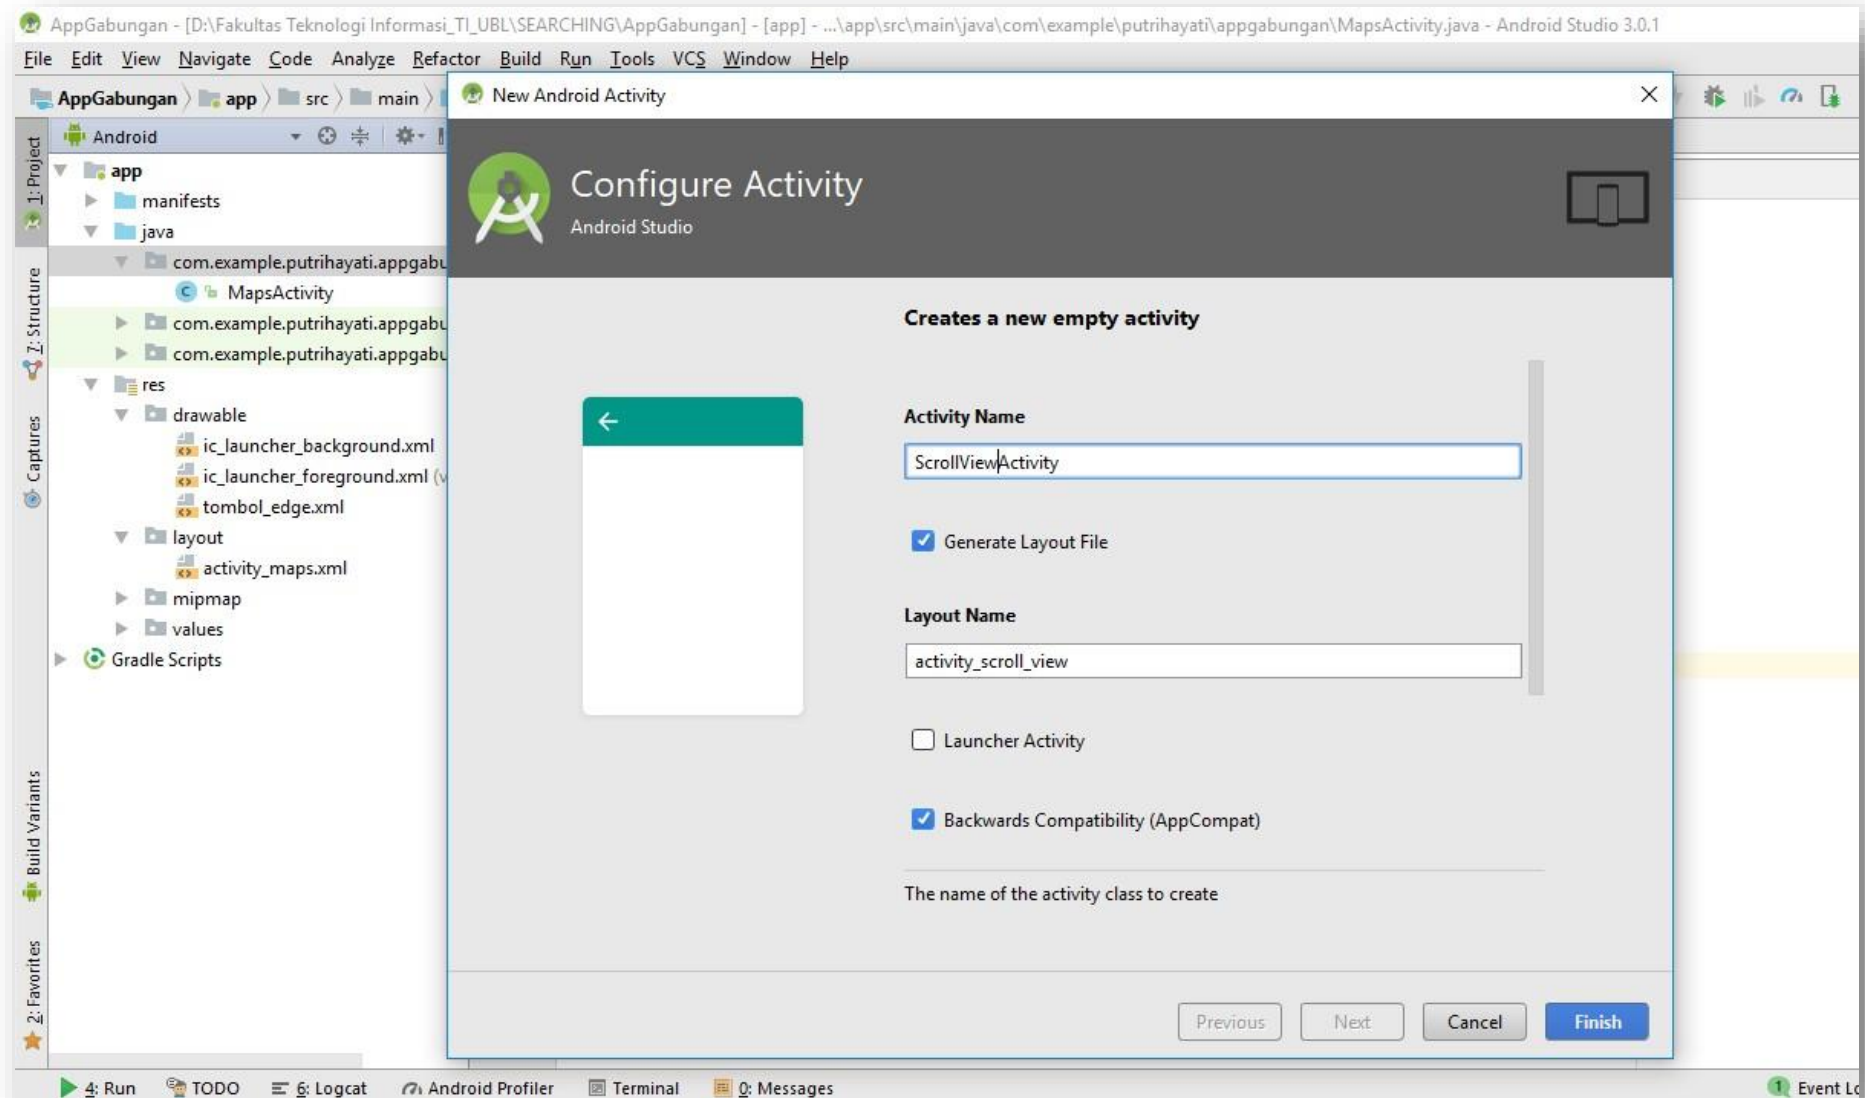 AppGabungan - [D:\Fakultas Teknologi Informasi_TI_UBL\SEARCHING\AppGabungan] - [app] - ...\app\src\main\java\com\example\putrihayati\appgabungan\MapsActivity.java - Android Studio 3.0.1
File Edit View Navigate Code Analyze Refactor Build Run Tools VCS Window Help
AppGabungan app src main
New Android Activity
Android
1: Project
7: Structure
Captures
Build Variants
2: Favorites
app
manifests
java
com.example.putrihayati.appgabu
MapsActivity
com.example.putrihayati.appgabu
com.example.putrihayati.appgabu
res
drawable
ic_launcher_background.xml
ic_launcher_foreground.xml (v
tombol_edge.xml
layout
activity_maps.xml
mipmap
values
Gradle Scripts
Configure Activity
Android Studio
Creates a new empty activity
Activity Name
ScrollViewActivity
Generate Layout File
Layout Name
activity_scroll_view
Launcher Activity
Backwards Compatibility (AppCompat)
The name of the activity class to create
Previous Next Cancel Finish
4: Run TODO 6: Logcat Android Profiler Terminal 0: Messages 1 Event Lo